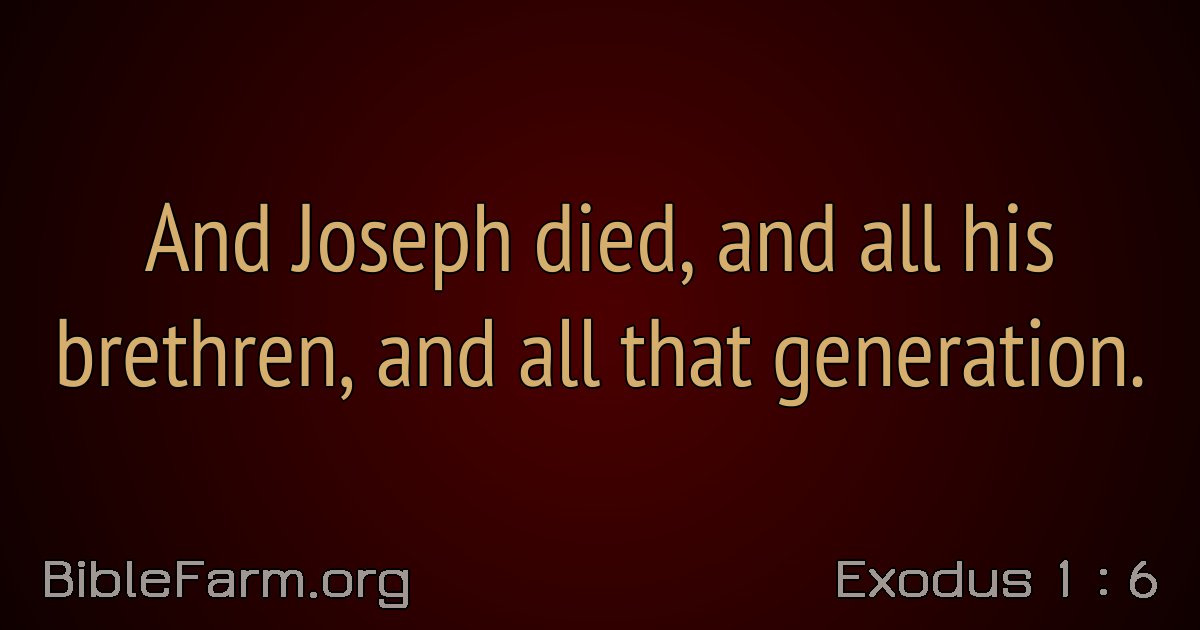 And Joseph died, and all his
brethren, and all that generation.
BibleFarm.org
Exodus 1 : 6